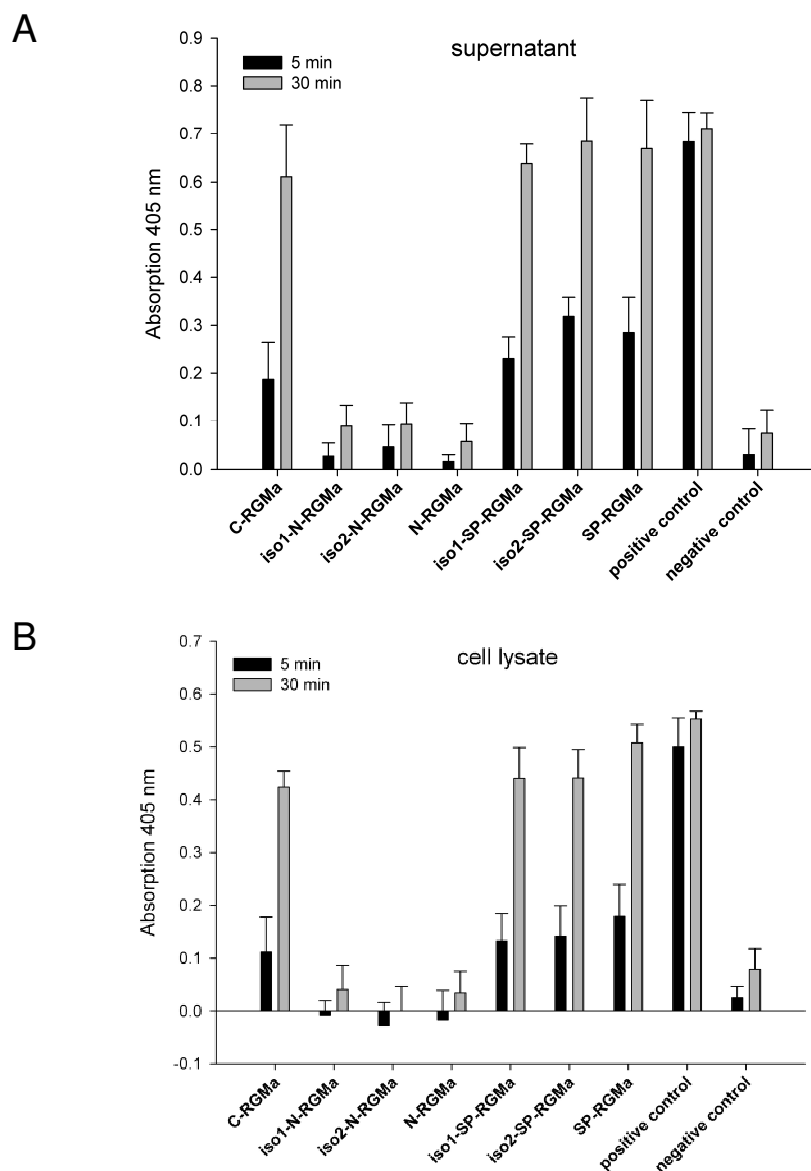 A
supernatant
5 min
30 min
Absorption 405 nm
0.9
0.8
0.7
0.6
0.5
0.4
0.3
0.2
0.1
0.0
C-RGMa
iso1-N-RGMa
iso2-N-RGMa
N-RGMa
iso1-SP-RGMa
iso2-SP-RGMa
SP-RGMa
positive control
negative control
B
cell lysate
5 min
30 min
Absorption 405 nm
0.7
0.6
0.5
0.4
0.3
0.2
0.1
0.0
-0.1
C-RGMa
iso1-N-RGMa
iso2-N-RGMa
N-RGMa
iso1-SP-RGMa
iso2-SP-RGMa
SP-RGMa
positive control
negative control